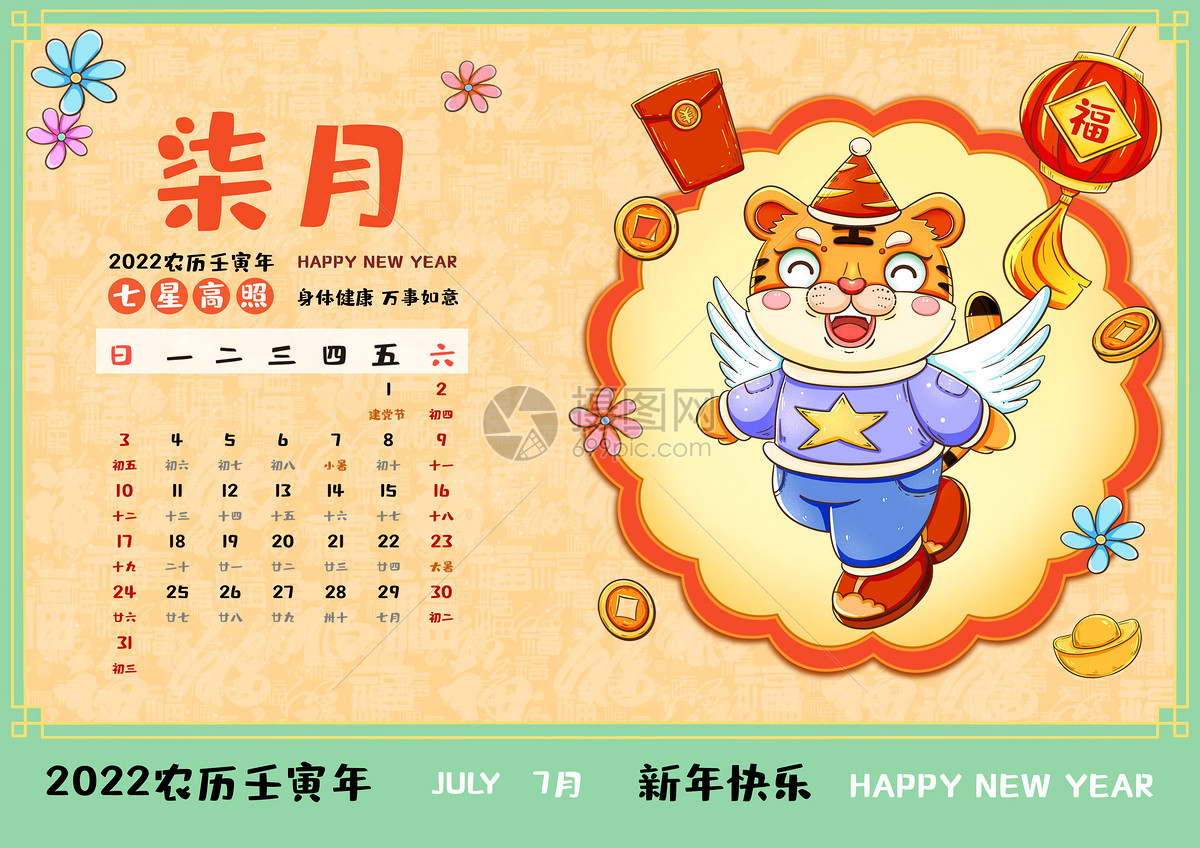 柒月
2022农历壬寅年 HAPPY NEW YEAR
七星高照 身体健康 万事如意
日 一 二 三 四 五 六
1 2
建党节 初四
3 4 5 6 7 8 9
初五 初六 初七 初八 小暑 初十 十一
10 11 12 13 14 15 16
十二 十三 十四 十五 十六 十七 十八
17 18 19 20 21 22 23
十九 二十 廿一 廿二 廿三 廿四 大暑
24 25 26 27 28 29 30
廿六 廿七 廿八 廿九 卅十 七月 初二
31
初三
福
摄图网
699pic.com
2022农历壬寅年 JULY 7月 新年快乐 HAPPY NEW YEAR